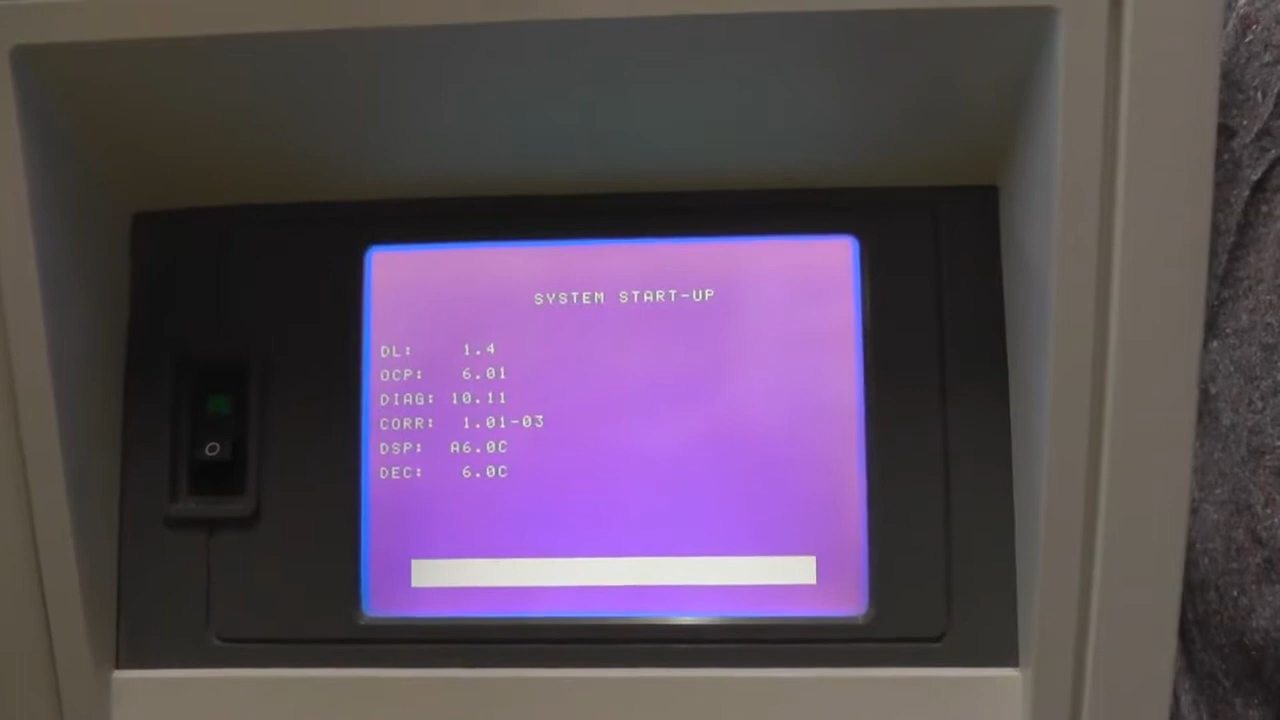 SYSTEM START-UP
DL: 1.4
OCP: 6.01
DIAG: 10.11
CORR: 1.01-03
DSP: A6.0C
DEC: 6.0C